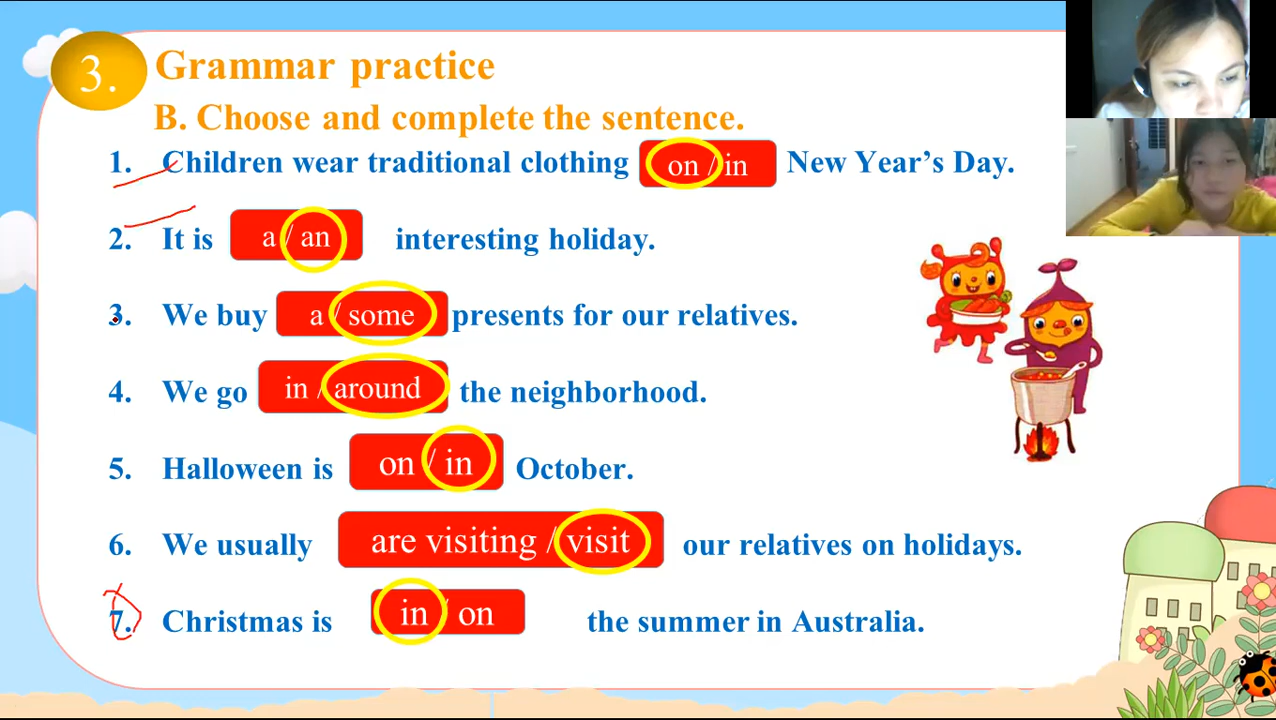 3. Grammar practice
B. Choose and complete the sentence.
1. Children wear traditional clothing on / in New Year’s Day.
2. It is a / an interesting holiday.
3. We buy a / some presents for our relatives.
4. We go in / around the neighborhood.
5. Halloween is on / in October.
6. We usually are visiting / visit our relatives on holidays.
7. Christmas is in / on the summer in Australia.